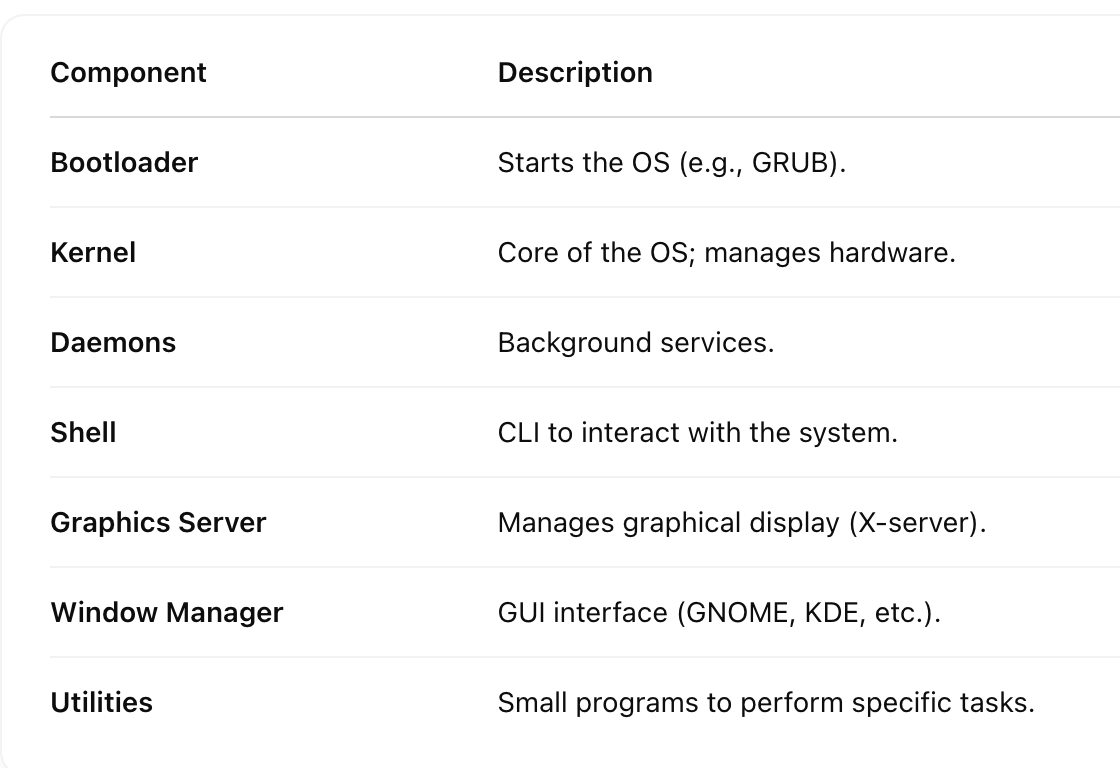 Component Description
Bootloader Starts the OS (e.g., GRUB).
Kernel Core of the OS; manages hardware.
Daemons Background services.
Shell CLI to interact with the system.
Graphics Server Manages graphical display (X-server).
Window Manager GUI interface (GNOME, KDE, etc.).
Utilities Small programs to perform specific tasks.